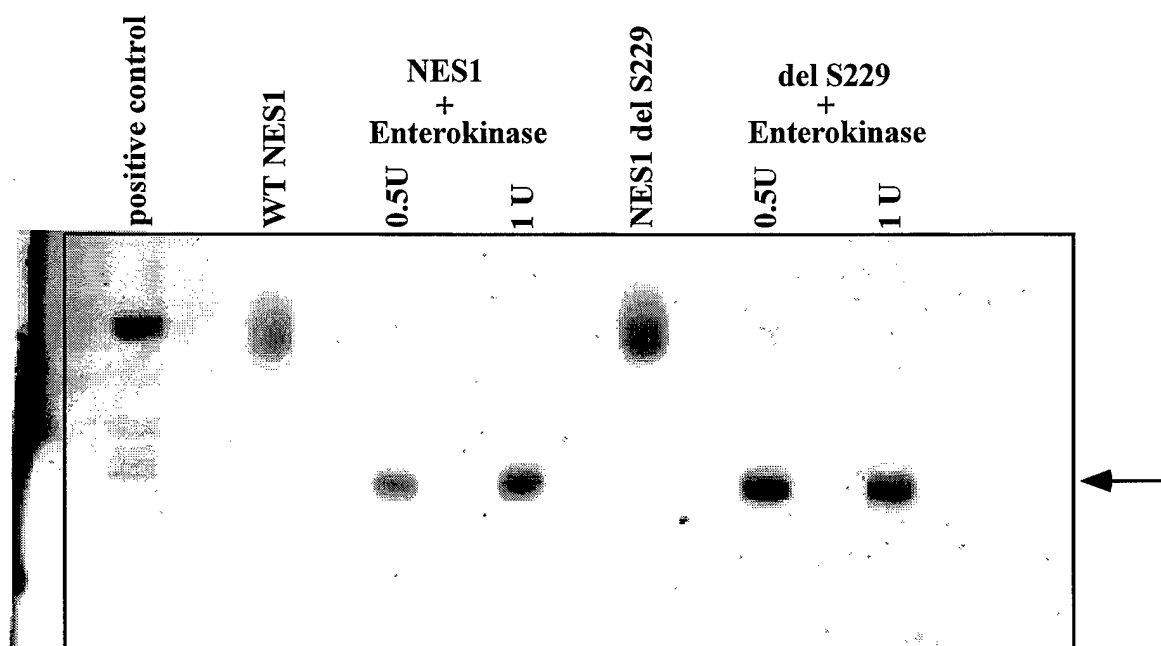 positive control
WT NES1
NES1
+
Enterokinase
0.5U
1 U
NES1 del S229
del S229
+
Enterokinase
0.5U
1 U